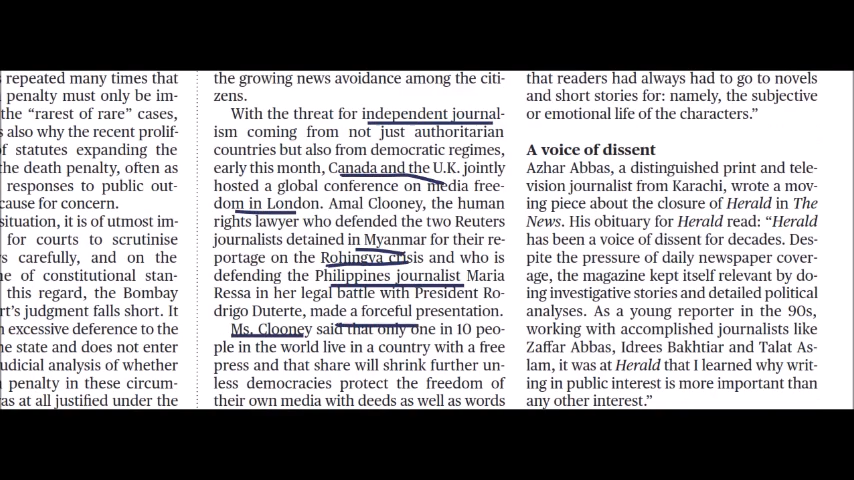 s repeated many times that
penalty must only be im-
the “rarest of rare” cases,
s also why the recent prolif-
f statutes expanding the
the death penalty, often as
responses to public out-
cause for concern.
situation, it is of utmost im-
for courts to scrutinise
s carefully, and on the
e of constitutional stan-
this regard, the Bombay
rt’s judgment falls short. It
n excessive deference to the
he state and does not enter
udicial analysis of whether
penalty in these circum-
as at all justified under the
the growing news avoidance among the citi-
zens.
With the threat for independent journal-
ism coming from not just authoritarian
countries but also from democratic regimes,
early this month, Canada and the U.K. jointly
hosted a global conference on media free-
dom in London. Amal Clooney, the human
rights lawyer who defended the two Reuters
journalists detained in Myanmar for their re-
portage on the Rohingya crisis and who is
defending the Philippines journalist Maria
Ressa in her legal battle with President Ro-
drigo Duterte, made a forceful presentation.
Ms. Clooney said that only one in 10 peo-
ple in the world live in a country with a free
press and that share will shrink further un-
less democracies protect the freedom of
their own media with deeds as well as words
that readers had always had to go to novels
and short stories for: namely, the subjective
or emotional life of the characters.”
A voice of dissent
Azhar Abbas, a distinguished print and tele-
vision journalist from Karachi, wrote a mov-
ing piece about the closure of Herald in The
News. His obituary for Herald read: “Herald
has been a voice of dissent for decades. Des-
pite the pressure of daily newspaper cover-
age, the magazine kept itself relevant by do-
ing investigative stories and detailed political
analyses. As a young reporter in the 90s,
working with accomplished journalists like
Zaffar Abbas, Idrees Bakhtiar and Talat As-
lam, it was at Herald that I learned why writ-
ing in public interest is more important than
any other interest.”